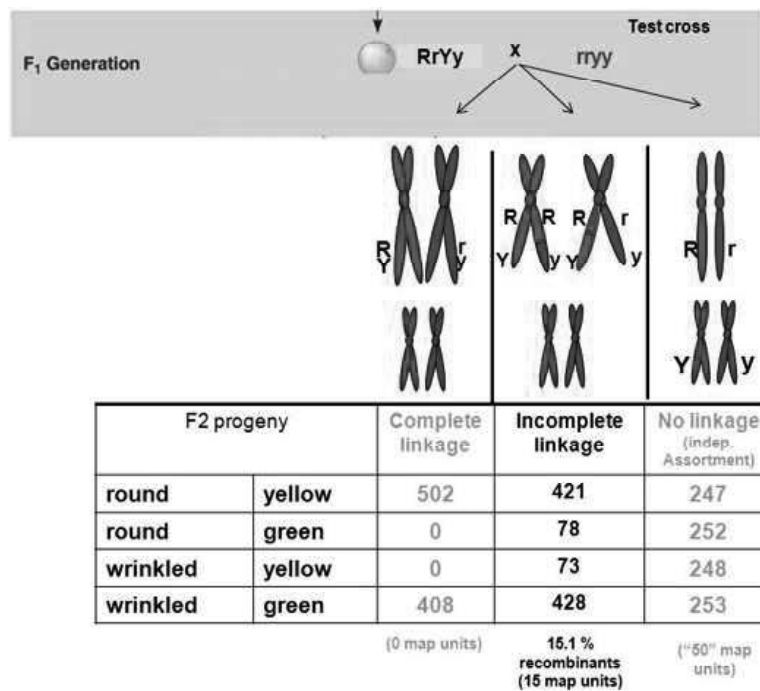 Test cross
F1 Generation RrYy x rryy
R R R r
Y r Y y Y y R r
y
Y y
F2 progeny Complete linkage Incomplete linkage No linkage (indep. Assortment)
round yellow 502 421 247
round green 0 78 252
wrinkled yellow 0 73 248
wrinkled green 408 428 253
(0 map units) 15.1 % recombinants (15 map units) ("50" map units)